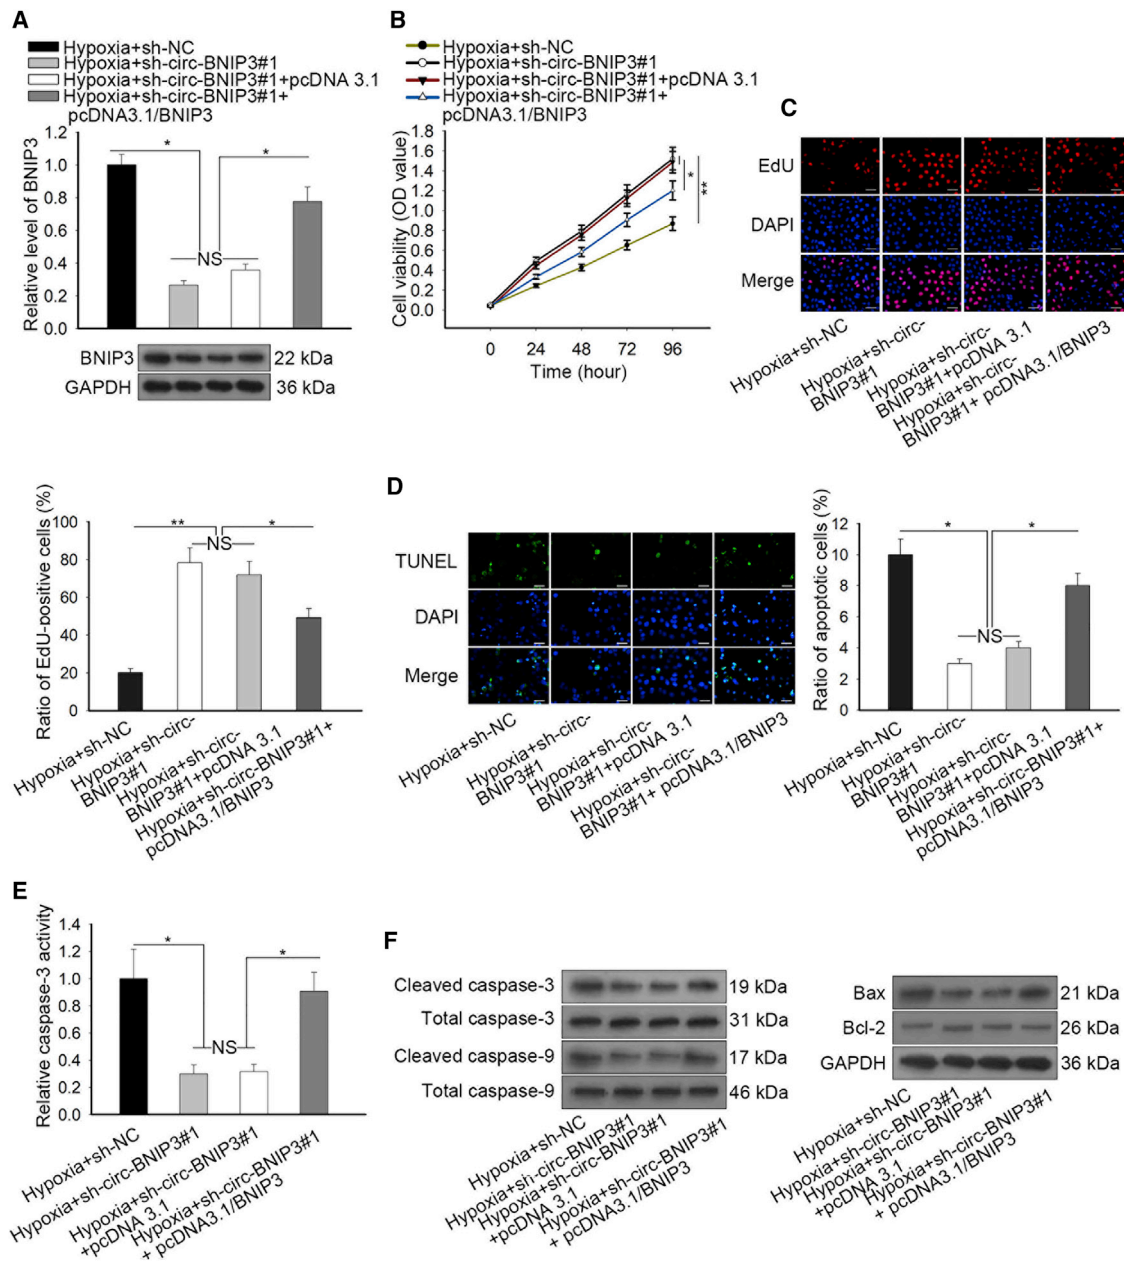 A
Hypoxia+sh-NC
Hypoxia+sh-circ-BNIP3#1
Hypoxia+sh-circ-BNIP3#1+pcDNA 3.1
Hypoxia+sh-circ-BNIP3#1+
pcDNA3.1/BNIP3
Relative level of BNIP3
1.2
1.0
0.8
0.6
0.4
0.2
0.0
*
*
NS
BNIP3
22 kDa
GAPDH
36 kDa
B
Hypoxia+sh-NC
Hypoxia+sh-circ-BNIP3#1
Hypoxia+sh-circ-BNIP3#1+pcDNA 3.1
Hypoxia+sh-circ-BNIP3#1+
pcDNA3.1/BNIP3
Cell viability (OD value)
1.8
1.6
1.4
1.2
1.0
0.8
0.6
0.4
0.2
0.0
*
**
0 24 48 72 96
Time (hour)
C
EdU
DAPI
Merge
Hypoxia+sh-NC
Hypoxia+sh-circ-
BNIP3#1
Hypoxia+sh-circ-
BNIP3#1+pcDNA 3.1
Hypoxia+sh-circ-
BNIP3#1+ pcDNA3.1/BNIP3
Ratio of EdU-positive cells (%)
100
80
60
40
20
0
**
*
NS
Hypoxia+sh-NC
Hypoxia+sh-circ-
BNIP3#1
Hypoxia+sh-circ-
BNIP3#1+pcDNA 3.1
Hypoxia+sh-circ-BNIP3#1+
pcDNA3.1/BNIP3
D
TUNEL
DAPI
Merge
Hypoxia+sh-NC
Hypoxia+sh-circ-
BNIP3#1
Hypoxia+sh-circ-
BNIP3#1+pcDNA3.1
Hypoxia+sh-circ-
BNIP3#1+ pcDNA3.1/BNIP3
Ratio of apoptotic cells (%)
12
10
8
6
4
2
0
*
*
NS
Hypoxia+sh-NC
Hypoxia+sh-circ-
BNIP3#1
Hypoxia+sh-circ-
BNIP3#1+pcDNA 3.1
Hypoxia+sh-circ-BNIP3#1+
pcDNA3.1/BNIP3
E
Relative caspase-3 activity
1.4
1.2
1.0
0.8
0.6
0.4
0.2
0.0
*
*
NS
Hypoxia+sh-NC
Hypoxia+sh-circ-BNIP3#1
Hypoxia+sh-circ-BNIP3#1
+pcDNA 3.1
Hypoxia+sh-circ-BNIP3#1
+ pcDNA3.1/BNIP3
F
Cleaved caspase-3
19 kDa
Total caspase-3
31 kDa
Cleaved caspase-9
17 kDa
Total caspase-9
46 kDa
Hypoxia+sh-NC
Hypoxia+sh-circ-BNIP3#1
Hypoxia+sh-circ-BNIP3#1
+pcDNA 3.1
Hypoxia+sh-circ-BNIP3#1
+ pcDNA3.1/BNIP3
Bax
21 kDa
Bcl-2
26 kDa
GAPDH
36 kDa
Hypoxia+sh-NC
Hypoxia+sh-circ-BNIP3#1
Hypoxia+sh-circ-BNIP3#1
+pcDNA 3.1
Hypoxia+sh-circ-BNIP3#1
+ pcDNA3.1/BNIP3